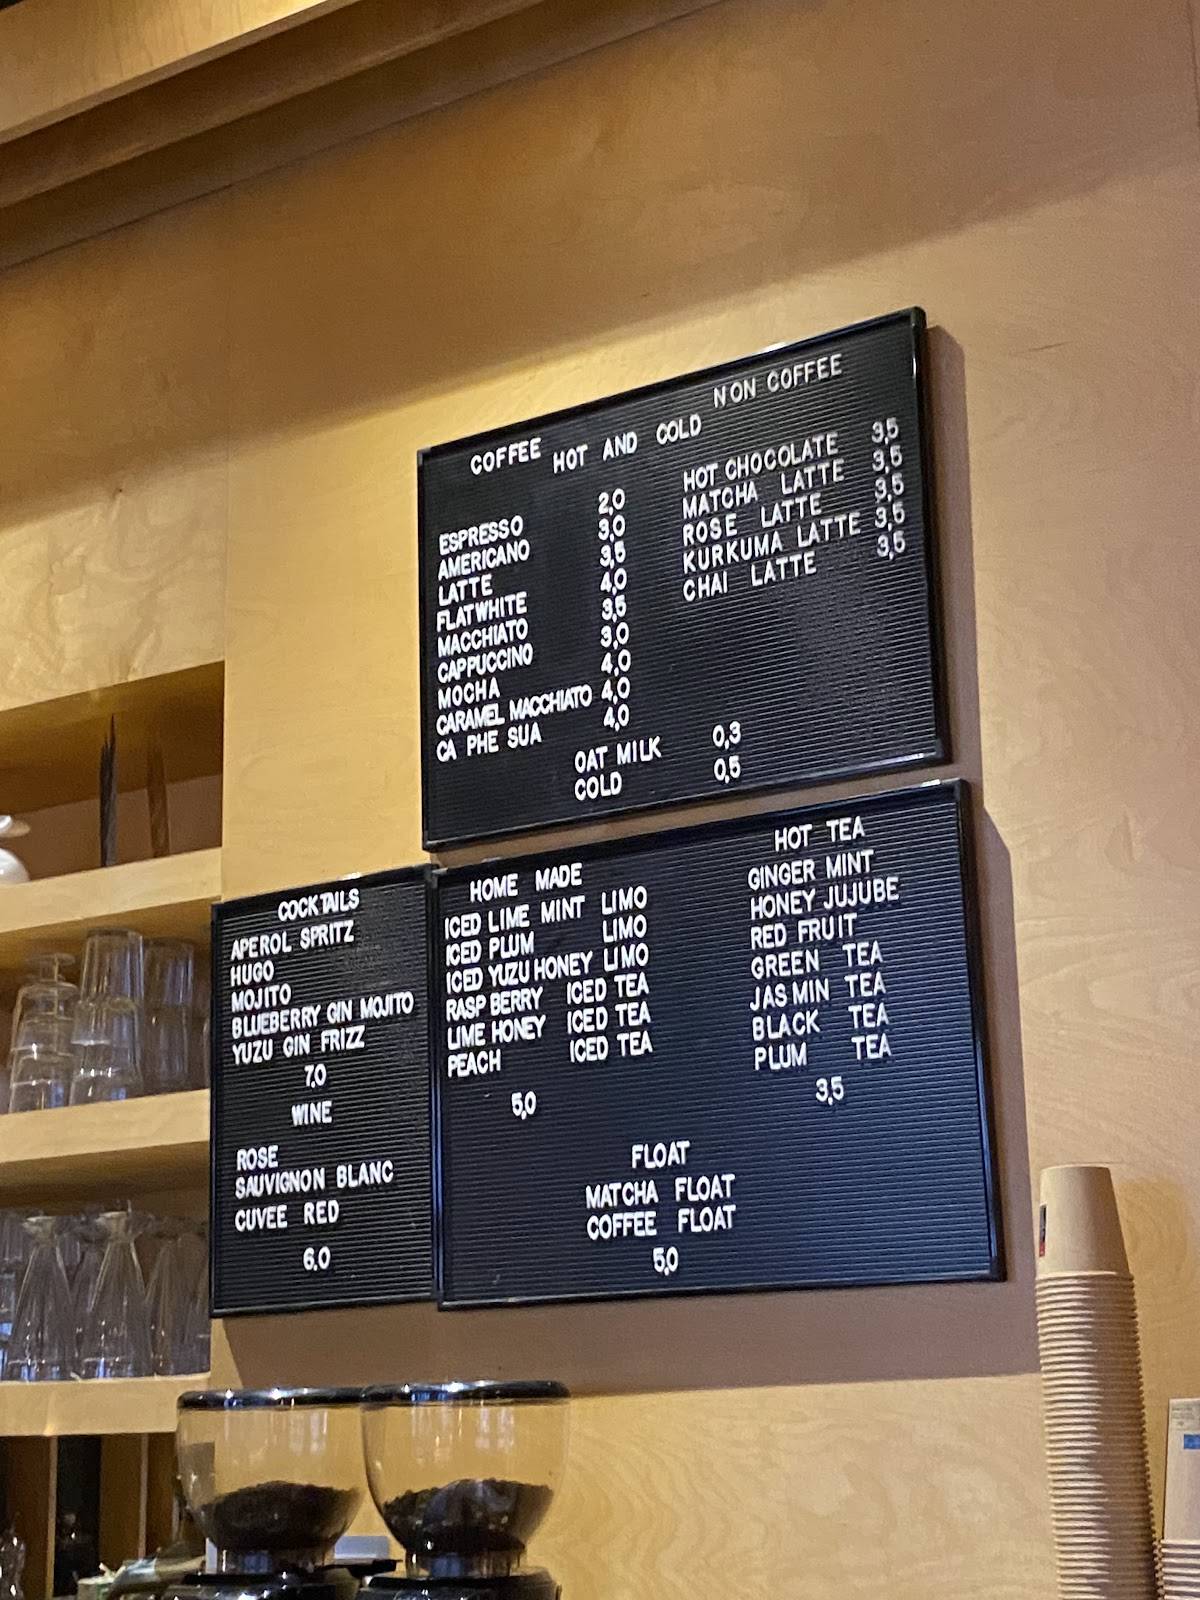 COFFEE HOT AND COLD
ESPRESSO 2,0
AMERICANO 3,0
LATTE 3,5
FLATWHITE 4,0
MACCHIATO 3,5
CAPPUCCINO 3,0
MOCHA 4,0
CARAMEL MACCHIATO 4,0
CA PHE SUA 4,0
NON COFFEE
HOT CHOCOLATE 3,5
MATCHA LATTE 3,5
ROSE LATTE 3,5
KURKUMA LATTE 3,5
CHAI LATTE 3,5
OAT MILK 0,3
COLD 0,5
COCKTAILS
APEROL SPRITZ
HUGO
MOJITO
BLUEBERRY GIN MOJITO
YUZU GIN FRIZZ
7.0
WINE
ROSE
SAUVIGNON BLANC
CUVEE RED
6.0
HOME MADE
ICED LIME MINT LIMO
ICED PLUM LIMO
ICED YUZU HONEY LIMO
RASPBERRY ICED TEA
LIME HONEY ICED TEA
PEACH ICED TEA
5,0
HOT TEA
GINGER MINT
HONEY JUJUBE
RED FRUIT
GREEN TEA
JASMIN TEA
BLACK TEA
PLUM TEA
3,5
FLOAT
MATCHA FLOAT
COFFEE FLOAT
5,0